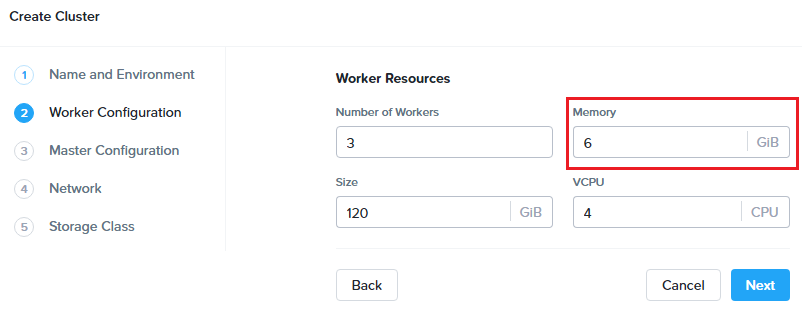 Create Cluster
1 Name and Environment
2 Worker Configuration
3 Master Configuration
4 Network
5 Storage Class
Worker Resources
Number of Workers Memory
3 6 GiB
Size VCPU
120 GiB 4 CPU
Back Cancel Next